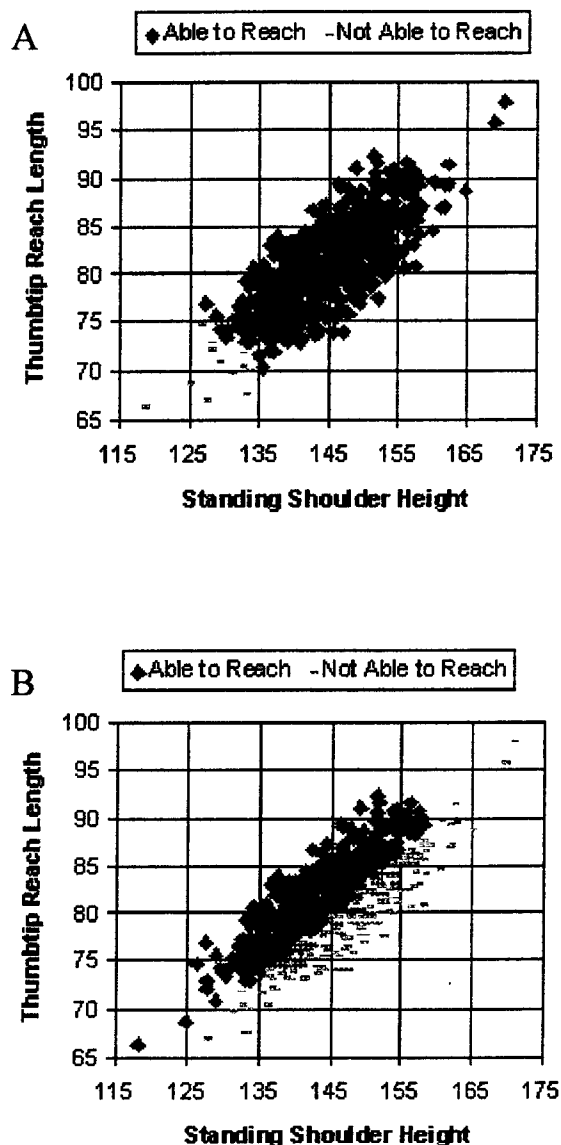 A
◆ Able to Reach - Not Able to Reach
100
95
90
85
80
75
70
65
Thumbtip Reach Length
115 125 135 145 155 165 175
Standing Shoulder Height
B
◆ Able to Reach - Not Able to Reach
100
95
90
85
80
75
70
65
Thumbtip Reach Length
115 125 135 145 155 165 175
Standing Shoulder Height